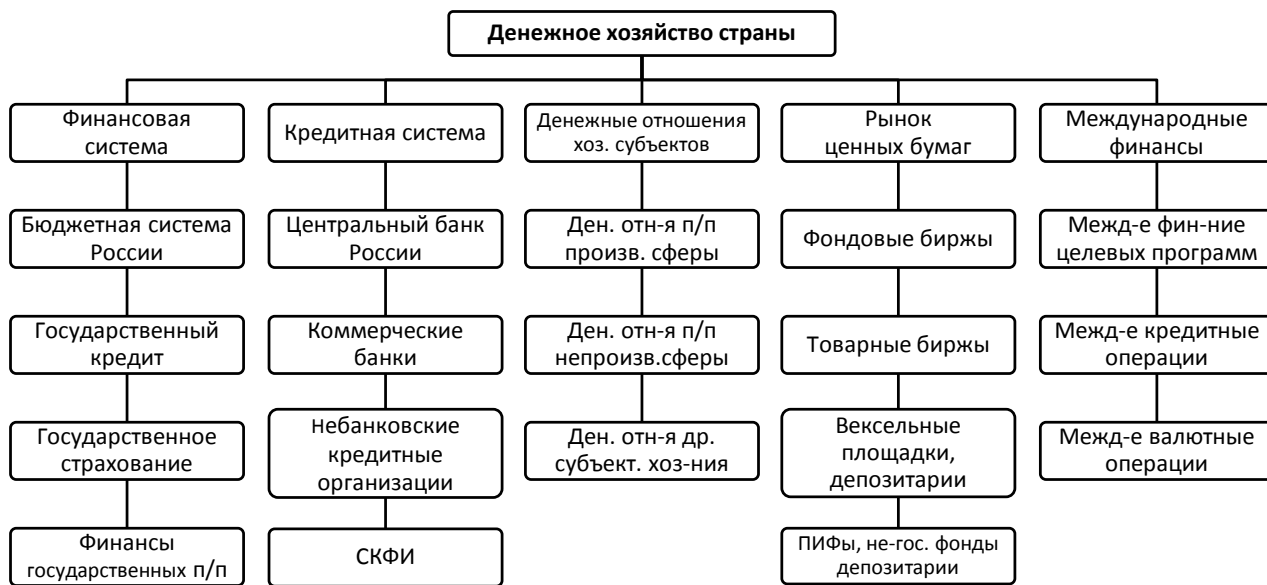 Денежное хозяйство страны
Финансовая
система
Кредитная система
Денежные отношения
хоз. субъектов
Рынок
ценных бумаг
Международные
финансы
Бюджетная система
России
Центральный банк
России
Ден. отн-я п/п
произв. сферы
Фондовые биржы
Межд-е фин-ние
целевых программ
Государственный
кредит
Коммерческие
банки
Ден. отн-я п/п
непроизв.сферы
Товарные биржы
Межд-е кредитные
операции
Государственное
страхование
Небанковские
кредитные
организации
Ден. отн-я др.
субъект. хоз-ния
Вексельные
площадки,
депозитарии
Межд-е валютные
операции
Финансы
государственных п/п
СКФИ
ПИФы, не-гос. фонды
депозитарии